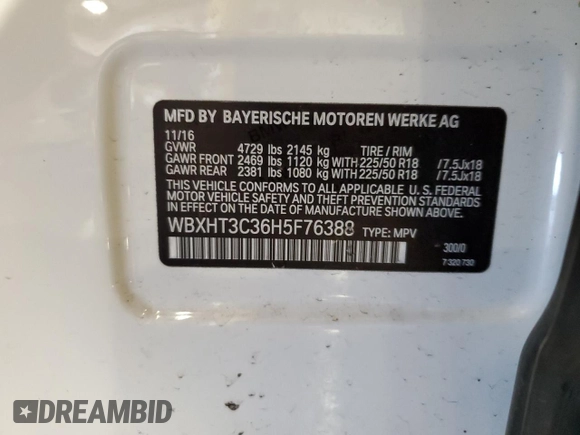 MFD BY BAYERISCHE MOTOREN WERKE AG
11/16
GVWR 4729 lbs 2145 kg TIRE / RIM
GAWR FRONT 2469 lbs 1120 kg WITH 225/50 R18 /7.5Jx18
GAWR REAR 2381 lbs 1080 kg WITH 225/50 R18 /7.5Jx18
THIS VEHICLE CONFORMS TO ALL APPLICABLE U. S. FEDERAL
MOTOR VEHICLE SAFETY, BUMPER, AND THEFT PREVENTION STANDARDS
IN EFFECT ON THE DATE OF MANUFACTURE SHOWN ABOVE.
WBXHT3C36H5F76388 TYPE: MPV
300/0
7 320 730
DREAMBID